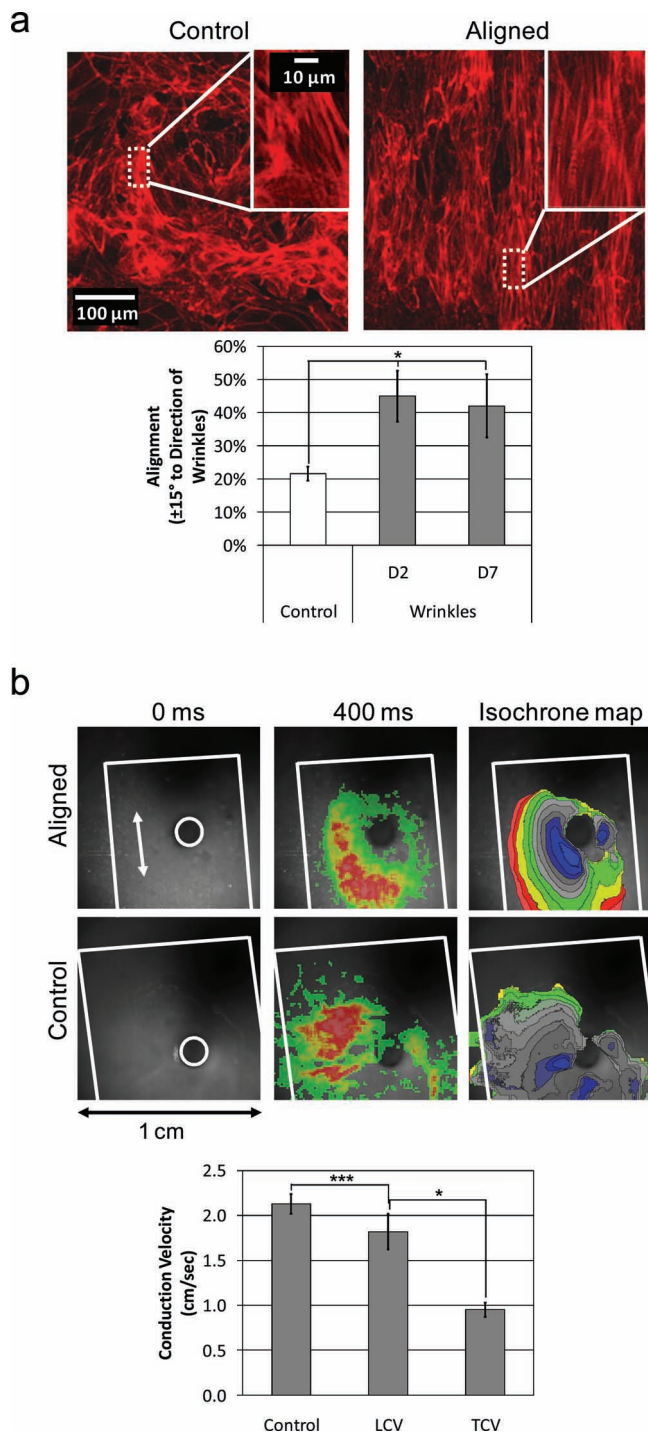 a
Control
Aligned
10 µm
100 µm
Alignment
(±15° to Direction of
Wrinkles)
60%
50%
40%
30%
20%
10%
0%
*
D2
D7
Control
Wrinkles
b
0 ms
400 ms
Isochrone map
Aligned
Control
1 cm
Conduction Velocity
(cm/sec)
2.5
2.0
1.5
1.0
0.5
0.0
***
*
Control
LCV
TCV